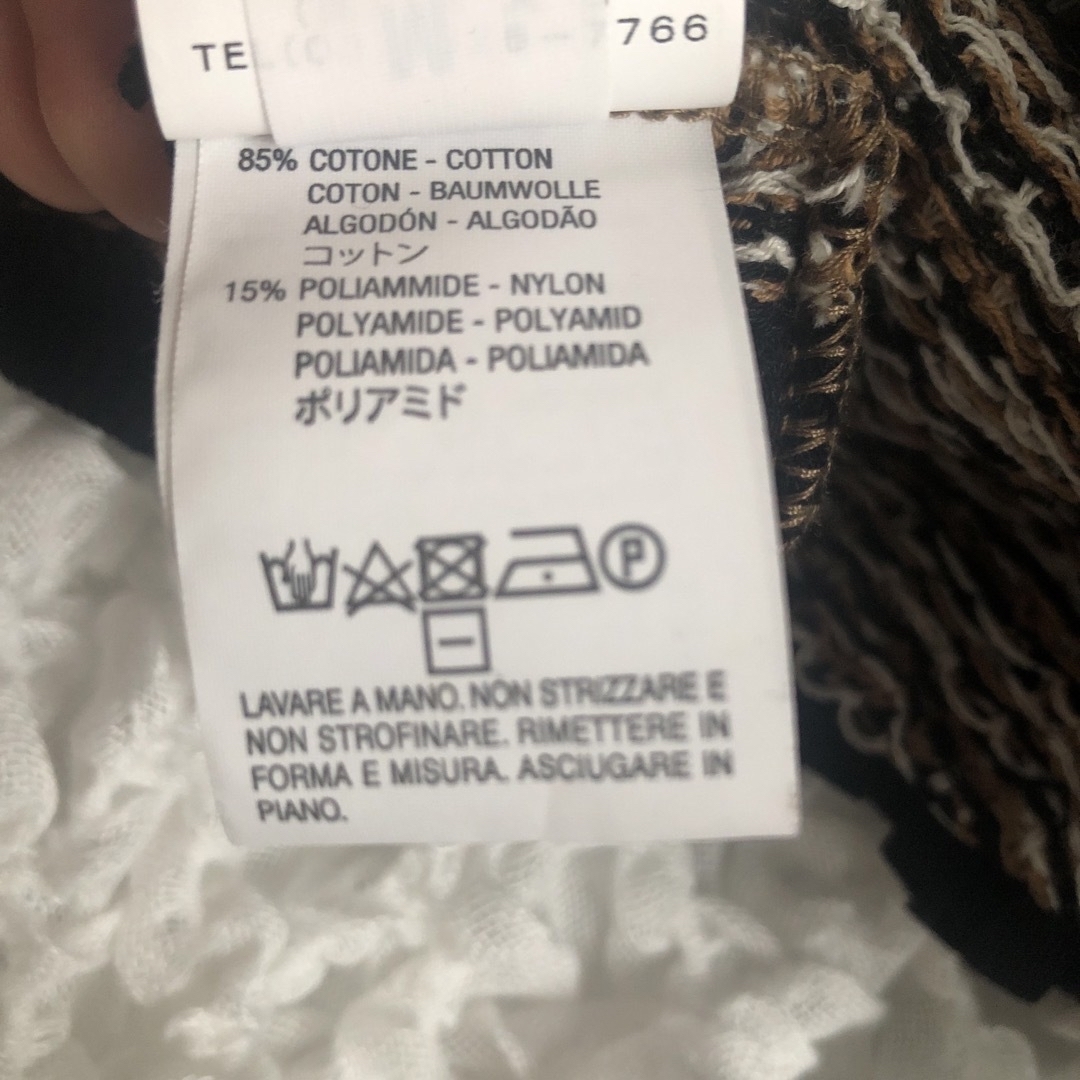 TEL 766
85% COTONE - COTTON
COTON - BAUMWOLLE
ALGODÓN - ALGODÃO
コットン
15% POLIAMMIDE - NYLON
POLYAMIDE - POLYAMID
POLIAMIDA - POLIAMIDA
ポリアミド
P
LAVARE A MANO. NON STRIZZARE E
NON STROFINARE. RIMETTERE IN
FORMA E MISURA. ASCIUGARE IN
PIANO.